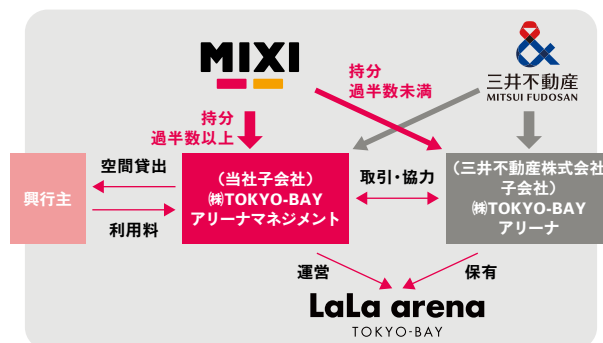 MIXI
三井不動産
MITSUI FUDOSAN
持分
過半数未満
持分
過半数以上
興行主
空間貸出
利用料
（当社子会社）
㈱TOKYO-BAY
アリーナマネジメント
取引・協力
（三井不動産株式会社
子会社）
㈱TOKYO-BAY
アリーナ
運営
保有
LaLa arena
TOKYO-BAY